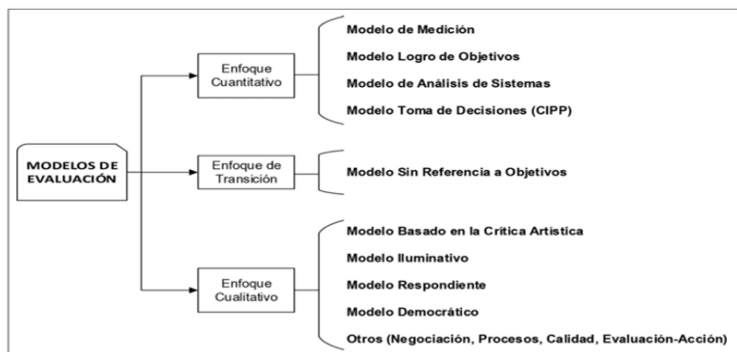 MODELOS DE
EVALUACIÓN
Enfoque
Cuantitativo
Modelo de Medición
Modelo Logro de Objetivos
Modelo de Análisis de Sistemas
Modelo Toma de Decisiones (CIPP)
Enfoque de
Transición
Modelo Sin Referencia a Objetivos
Enfoque
Cualitativo
Modelo Basado en la Critica Artística
Modelo Iluminativo
Modelo Respondiente
Modelo Democrático
Otros (Negociación, Procesos, Calidad, Evaluación-Acción)